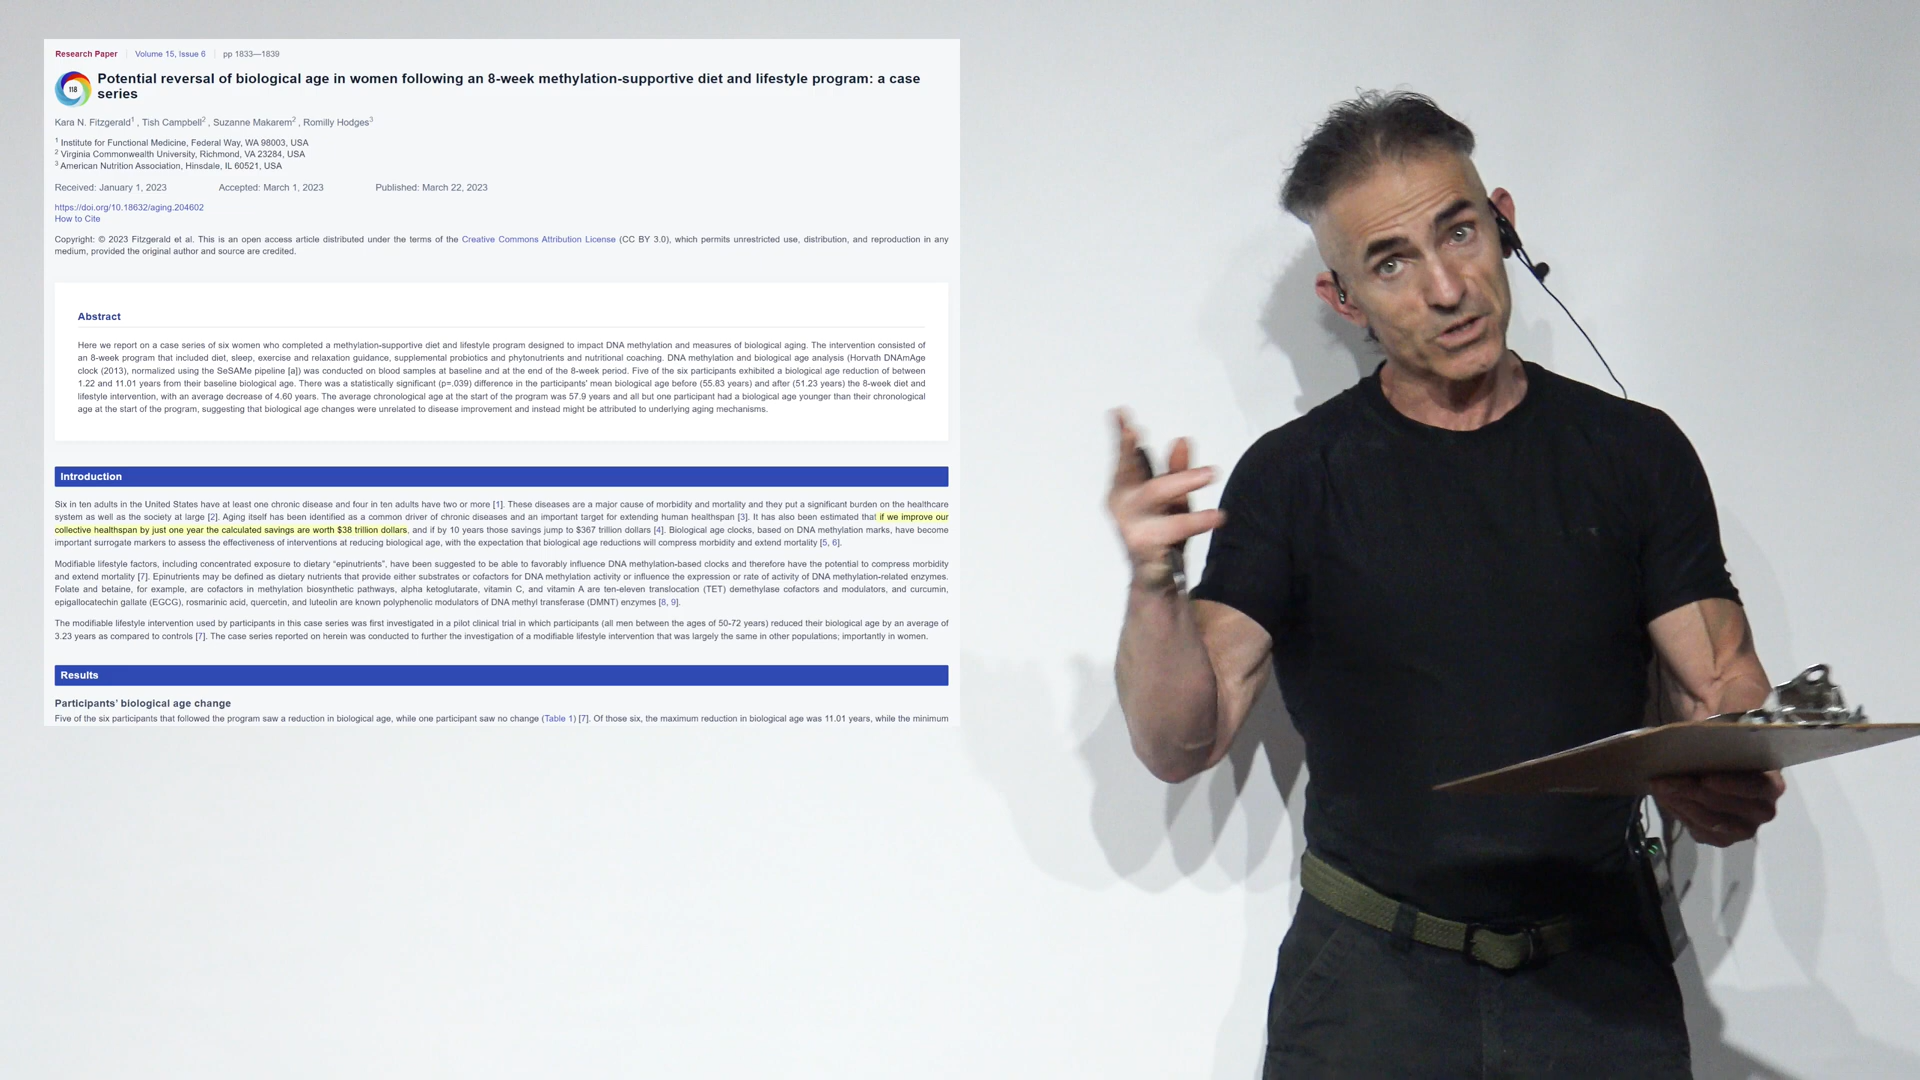 Research Paper Volume 15, Issue 6 pp 1833—1839
118
Potential reversal of biological age in women following an 8-week methylation-supportive diet and lifestyle program: a case
series
Kara N. Fitzgerald1 , Tish Campbell2 , Suzanne Makarem2 , Romilly Hodges3
1 Institute for Functional Medicine, Federal Way, WA 98003, USA
2 Virginia Commonwealth University, Richmond, VA 23284, USA
3 American Nutrition Association, Hinsdale, IL 60521, USA
Received: January 1, 2023 Accepted: March 1, 2023 Published: March 22, 2023
https://doi.org/10.18632/aging.204602
How to Cite
Copyright: © 2023 Fitzgerald et al. This is an open access article distributed under the terms of the Creative Commons Attribution License (CC BY 3.0), which permits unrestricted use, distribution, and reproduction in any
medium, provided the original author and source are credited.
Abstract
Here we report on a case series of six women who completed a methylation-supportive diet and lifestyle program designed to impact DNA methylation and measures of biological aging. The intervention consisted of
an 8-week program that included diet, sleep, exercise and relaxation guidance, supplemental probiotics and phytonutrients and nutritional coaching. DNA methylation and biological age analysis (Horvath DNAmAge
clock (2013), normalized using the SeSAMe pipeline [a]) was conducted on blood samples at baseline and at the end of the 8-week period. Five of the six participants exhibited a biological age reduction of between
1.22 and 11.01 years from their baseline biological age. There was a statistically significant (p=.039) difference in the participants' mean biological age before (55.83 years) and after (51.23 years) the 8-week diet and
lifestyle intervention, with an average decrease of 4.60 years. The average chronological age at the start of the program was 57.9 years and all but one participant had a biological age younger than their chronological
age at the start of the program, suggesting that biological age changes were unrelated to disease improvement and instead might be attributed to underlying aging mechanisms.
Introduction
Six in ten adults in the United States have at least one chronic disease and four in ten adults have two or more [1]. These diseases are a major cause of morbidity and mortality and they put a significant burden on the healthcare
system as well as the society at large [2]. Aging itself has been identified as a common driver of chronic diseases and an important target for extending human healthspan [3]. It has also been estimated that if we improve our
collective healthspan by just one year the calculated savings are worth $38 trillion dollars, and if by 10 years those savings jump to $367 trillion dollars [4]. Biological age clocks, based on DNA methylation marks, have become
important surrogate markers to assess the effectiveness of interventions at reducing biological age, with the expectation that biological age reductions will compress morbidity and extend mortality [5, 6].
Modifiable lifestyle factors, including concentrated exposure to dietary “epinutrients”, have been suggested to be able to favorably influence DNA methylation-based clocks and therefore have the potential to compress morbidity
and extend mortality [7]. Epinutrients may be defined as dietary nutrients that provide either substrates or cofactors for DNA methylation activity or influence the expression or rate of activity of DNA methylation-related enzymes.
Folate and betaine, for example, are cofactors in methylation biosynthetic pathways, alpha ketoglutarate, vitamin C, and vitamin A are ten-eleven translocation (TET) demethylase cofactors and modulators, and curcumin,
epigallocatechin gallate (EGCG), rosmarinic acid, quercetin, and luteolin are known polyphenolic modulators of DNA methyl transferase (DMNT) enzymes [8, 9].
The modifiable lifestyle intervention used by participants in this case series was first investigated in a pilot clinical trial in which participants (all men between the ages of 50-72 years) reduced their biological age by an average of
3.23 years as compared to controls [7]. The case series reported on herein was conducted to further the investigation of a modifiable lifestyle intervention that was largely the same in other populations; importantly in women.
Results
Participants’ biological age change
Five of the six participants that followed the program saw a reduction in biological age, while one participant saw no change (Table 1) [7]. Of those six, the maximum reduction in biological age was 11.01 years, while the minimum